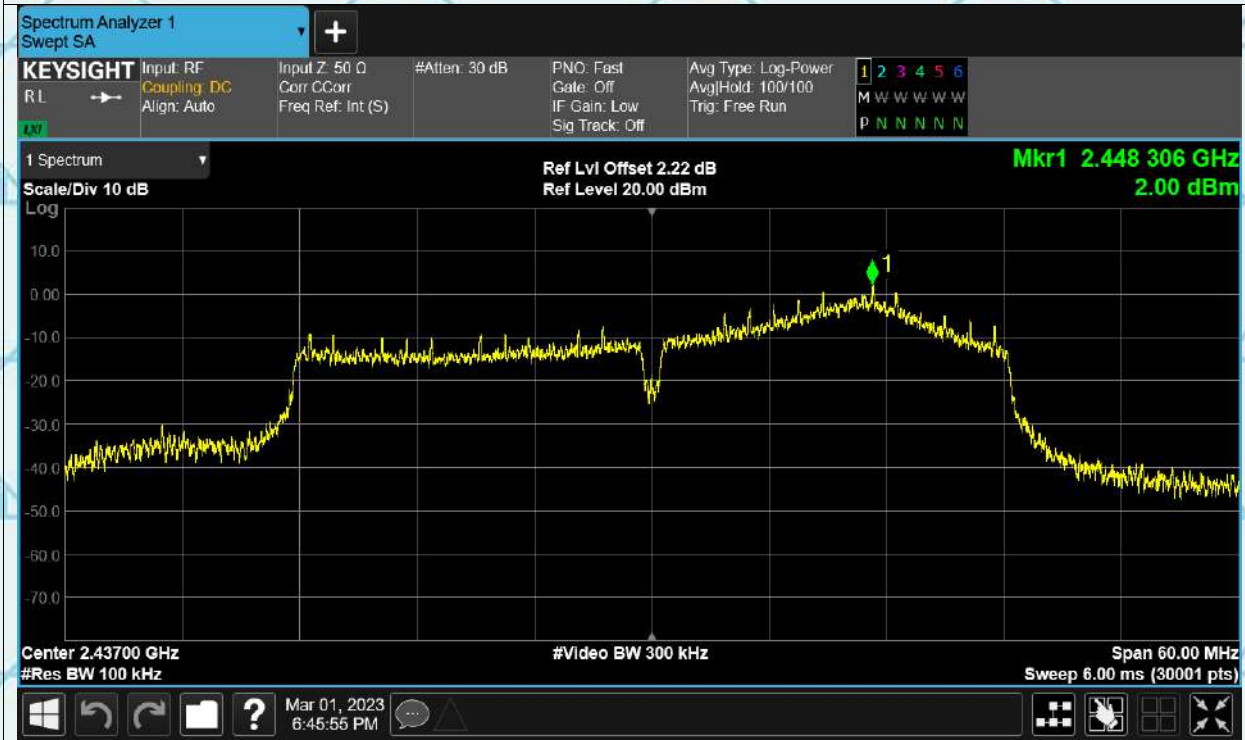 Spectrum Analyzer 1
Swept SA
+
KEYSIGHT
RL
LXI
Input: RF
Coupling: DC
Align: Auto
Input Z: 50 Ω
Corr CCorr
Freq Ref: Int (S)
#Atten: 30 dB
PNO: Fast
Gate: Off
IF Gain: Low
Sig Track: Off
Avg Type: Log-Power
Avg|Hold: 100/100
Trig: Free Run
1 2 3 4 5 6
M W W W W W
P N N N N N
1 Spectrum
Scale/Div 10 dB
Log
Ref Lvl Offset 2.22 dB
Ref Level 20.00 dBm
Mkr1 2.448 306 GHz
2.00 dBm
1
10.0
0.00
-10.0
-20.0
-30.0
-40.0
-50.0
-60.0
-70.0
Center 2.43700 GHz
#Res BW 100 kHz
#Video BW 300 kHz
Span 60.00 MHz
Sweep 6.00 ms (30001 pts)
?
Mar 01, 2023
6:45:55 PM